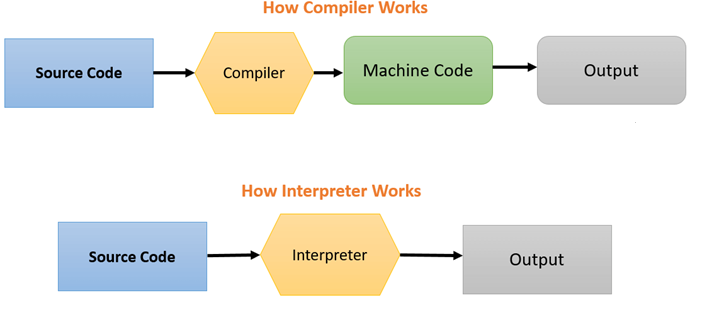 How Compiler Works
Source Code
Compiler
Machine Code
Output
How Interpreter Works
Source Code
Interpreter
Output